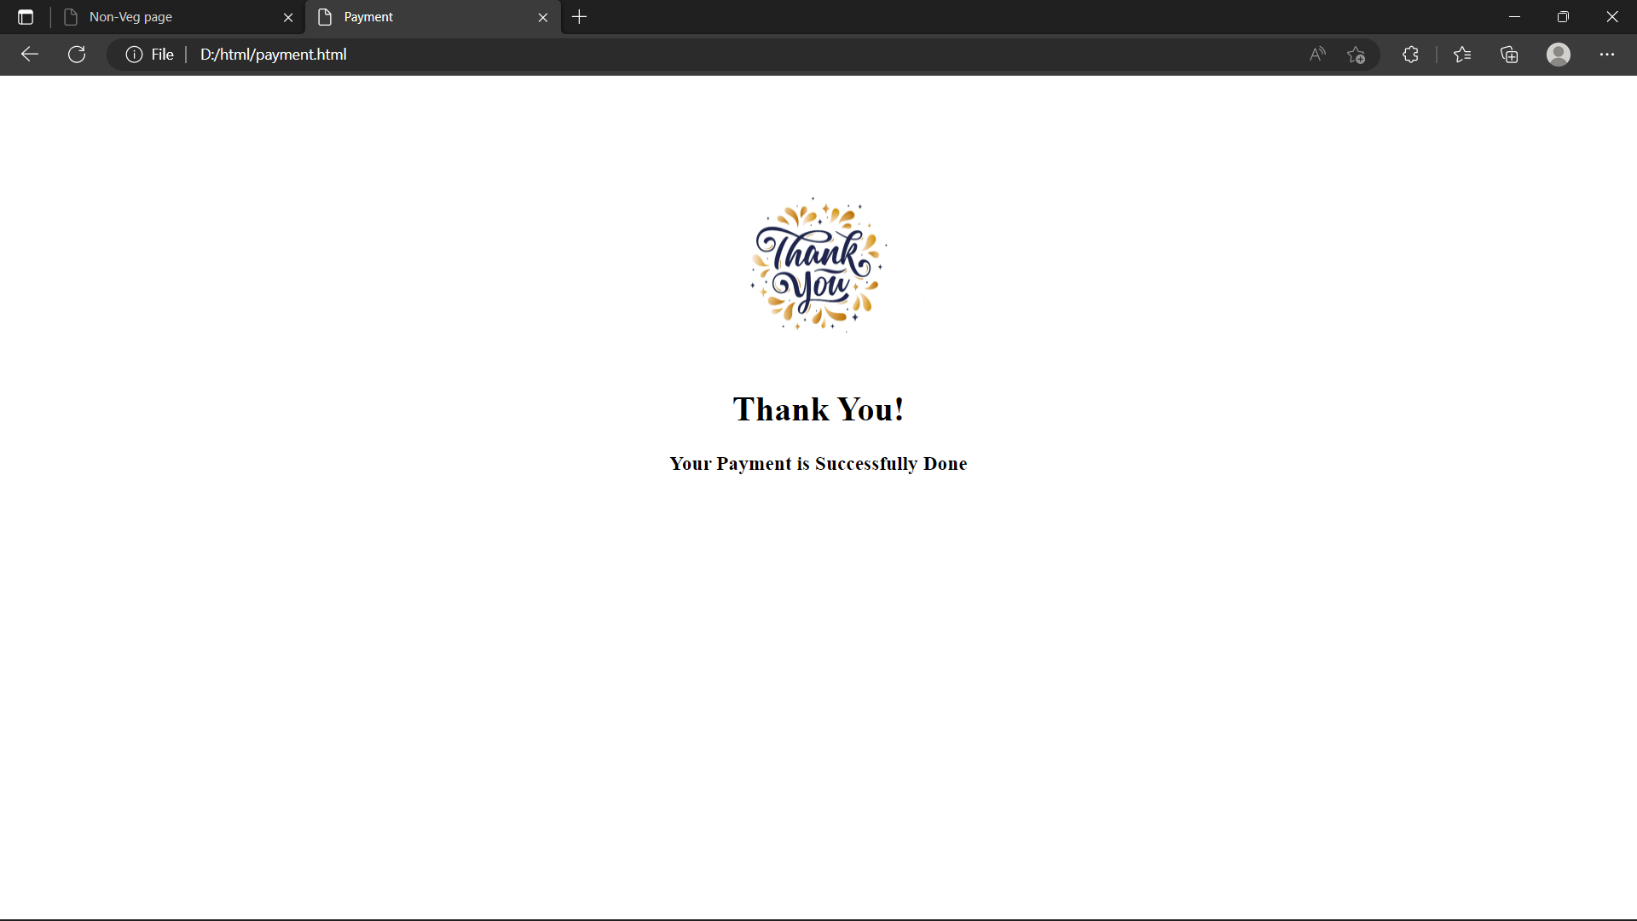 Non-Veg page
Payment
File
D:/html/payment.html
Thank
You
Thank You!
Your Payment is Successfully Done